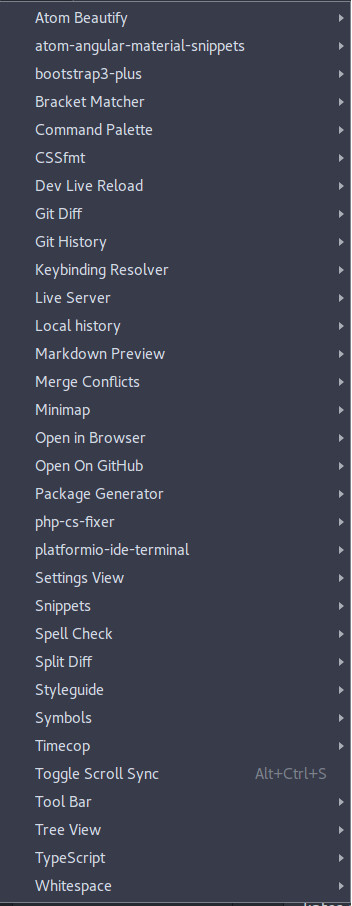 Atom Beautify
atom-angular-material-snippets
bootstrap3-plus
Bracket Matcher
Command Palette
CSSfmt
Dev Live Reload
Git Diff
Git History
Keybinding Resolver
Live Server
Local history
Markdown Preview
Merge Conflicts
Minimap
Open in Browser
Open On GitHub
Package Generator
php-cs-fixer
platformio-ide-terminal
Settings View
Snippets
Spell Check
Split Diff
Styleguide
Symbols
Timecop
Toggle Scroll Sync Alt+Ctrl+S
Tool Bar
Tree View
TypeScript
Whitespace